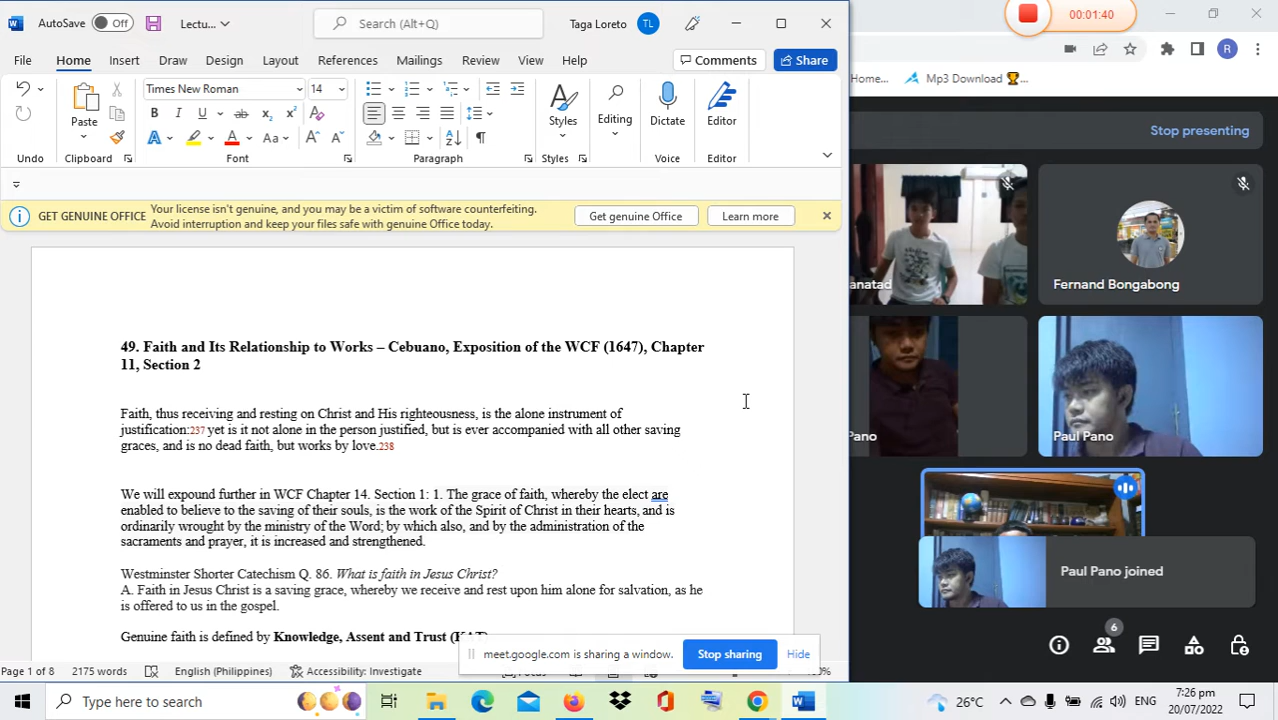 AutoSave Off Lectu... Search (Alt+Q) Taga Loreto TL
00:01:40
File Home Insert Draw Design Layout References Mailings Review View Help Comments Share
R
Home... Mp3 Download 🏆...
Times New Roman 14
Paste Styles Editing Dictate Editor
Undo Clipboard Font Paragraph Styles Voice Editor
Stop presenting
GET GENUINE OFFICE Your license isn't genuine, and you may be a victim of software counterfeiting.
Avoid interruption and keep your files safe with genuine Office today.
Get genuine Office Learn more
anatad
Fernand Bongabong
49. Faith and Its Relationship to Works – Cebuano, Exposition of the WCF (1647), Chapter
11, Section 2
Faith, thus receiving and resting on Christ and His righteousness, is the alone instrument of
justification:237 yet is it not alone in the person justified, but is ever accompanied with all other saving
graces, and is no dead faith, but works by love.238
Pano
Paul Pano
We will expound further in WCF Chapter 14. Section 1: 1. The grace of faith, whereby the elect are
enabled to believe to the saving of their souls, is the work of the Spirit of Christ in their hearts, and is
ordinarily wrought by the ministry of the Word; by which also, and by the administration of the
sacraments and prayer, it is increased and strengthened.
Paul Pano joined
Westminster Shorter Catechism Q. 86. What is faith in Jesus Christ?
A. Faith in Jesus Christ is a saving grace, whereby we receive and rest upon him alone for salvation, as he
is offered to us in the gospel.
Genuine faith is defined by Knowledge, Assent and Trust (KAT)
6
meet.google.com is sharing a window. Stop sharing Hide
Page 1 of 8 2175 words English (Philippines) Accessibility: Investigate
Type here to search
26°C ENG
7:26 pm
20/07/2022